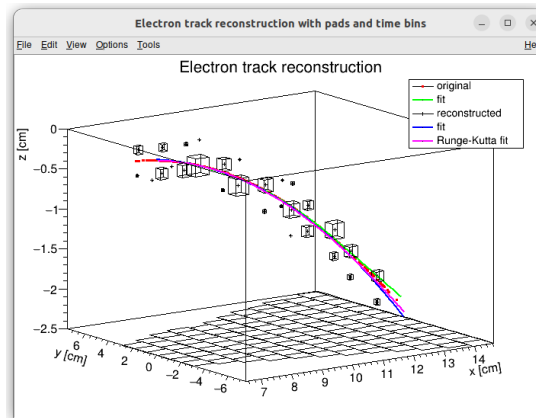 Electron track reconstruction with pads and time bins
File Edit View Options Tools He
Electron track reconstruction
original
fit
reconstructed
fit
Runge-Kutta fit
z [cm]
0
−0.5
−1
−1.5
−2
−2.5
y [cm]
6 4 2 0 −2 −4 −6
7 8 9 10 11 12 13 14
x [cm]